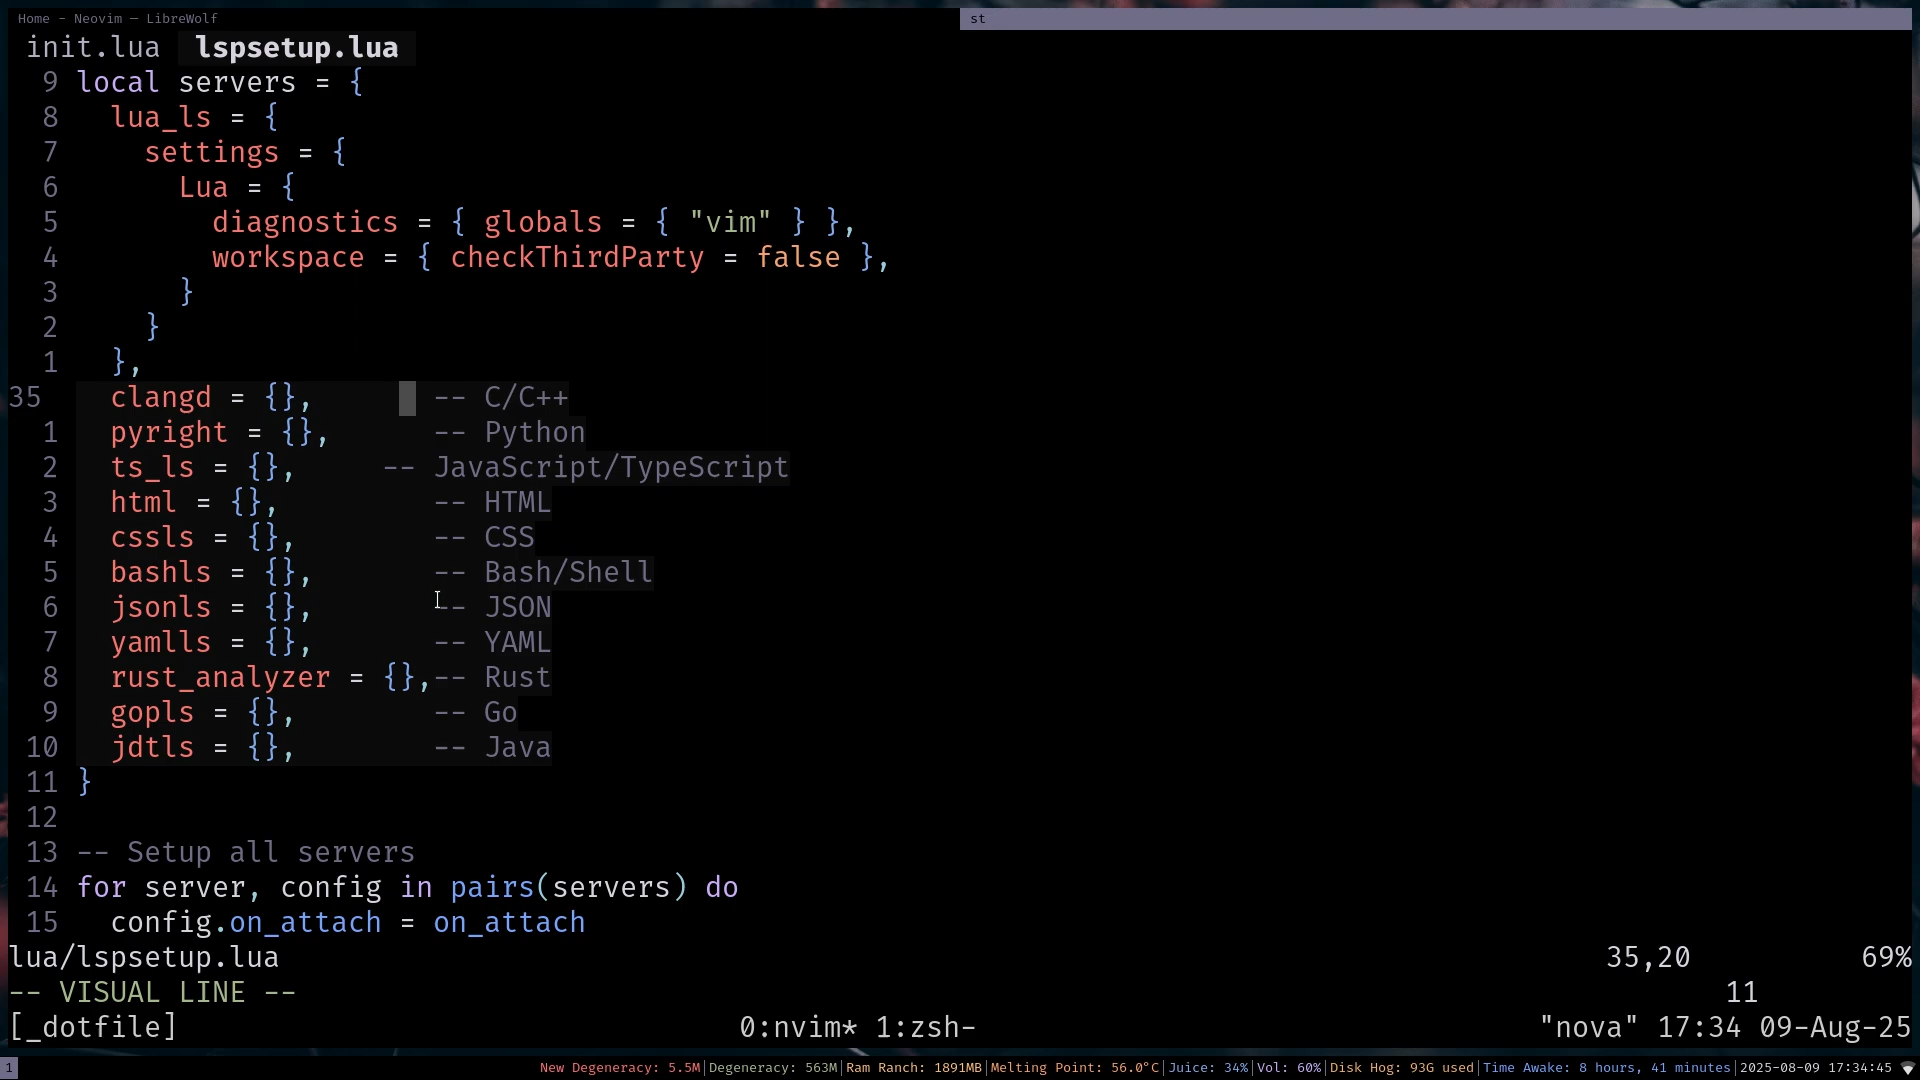 Home - Neovim — LibreWolf
st
init.lua lspsetup.lua
9 local servers = {
8 lua_ls = {
7 settings = {
6 Lua = {
5 diagnostics = { globals = { "vim" } },
4 workspace = { checkThirdParty = false },
3 }
2 }
1 },
35 clangd = {}, -- C/C++
1 pyright = {}, -- Python
2 ts_ls = {}, -- JavaScript/TypeScript
3 html = {}, -- HTML
4 cssls = {}, -- CSS
5 bashls = {}, -- Bash/Shell
6 jsonls = {}, -- JSON
7 yamlls = {}, -- YAML
8 rust_analyzer = {},-- Rust
9 gopls = {}, -- Go
10 jdtls = {}, -- Java
11 }
12
13 -- Setup all servers
14 for server, config in pairs(servers) do
15 config.on_attach = on_attach
lua/lspsetup.lua 35,20 69%
-- VISUAL LINE -- 11
[_dotfile] 0:nvim* 1:zsh- "nova" 17:34 09-Aug-25
1 New Degeneracy: 5.5M|Degeneracy: 563M|Ram Ranch: 1891MB|Melting Point: 56.0°C|Juice: 34%|Vol: 60%|Disk Hog: 93G used|Time Awake: 8 hours, 41 minutes|2025-08-09 17:34:45